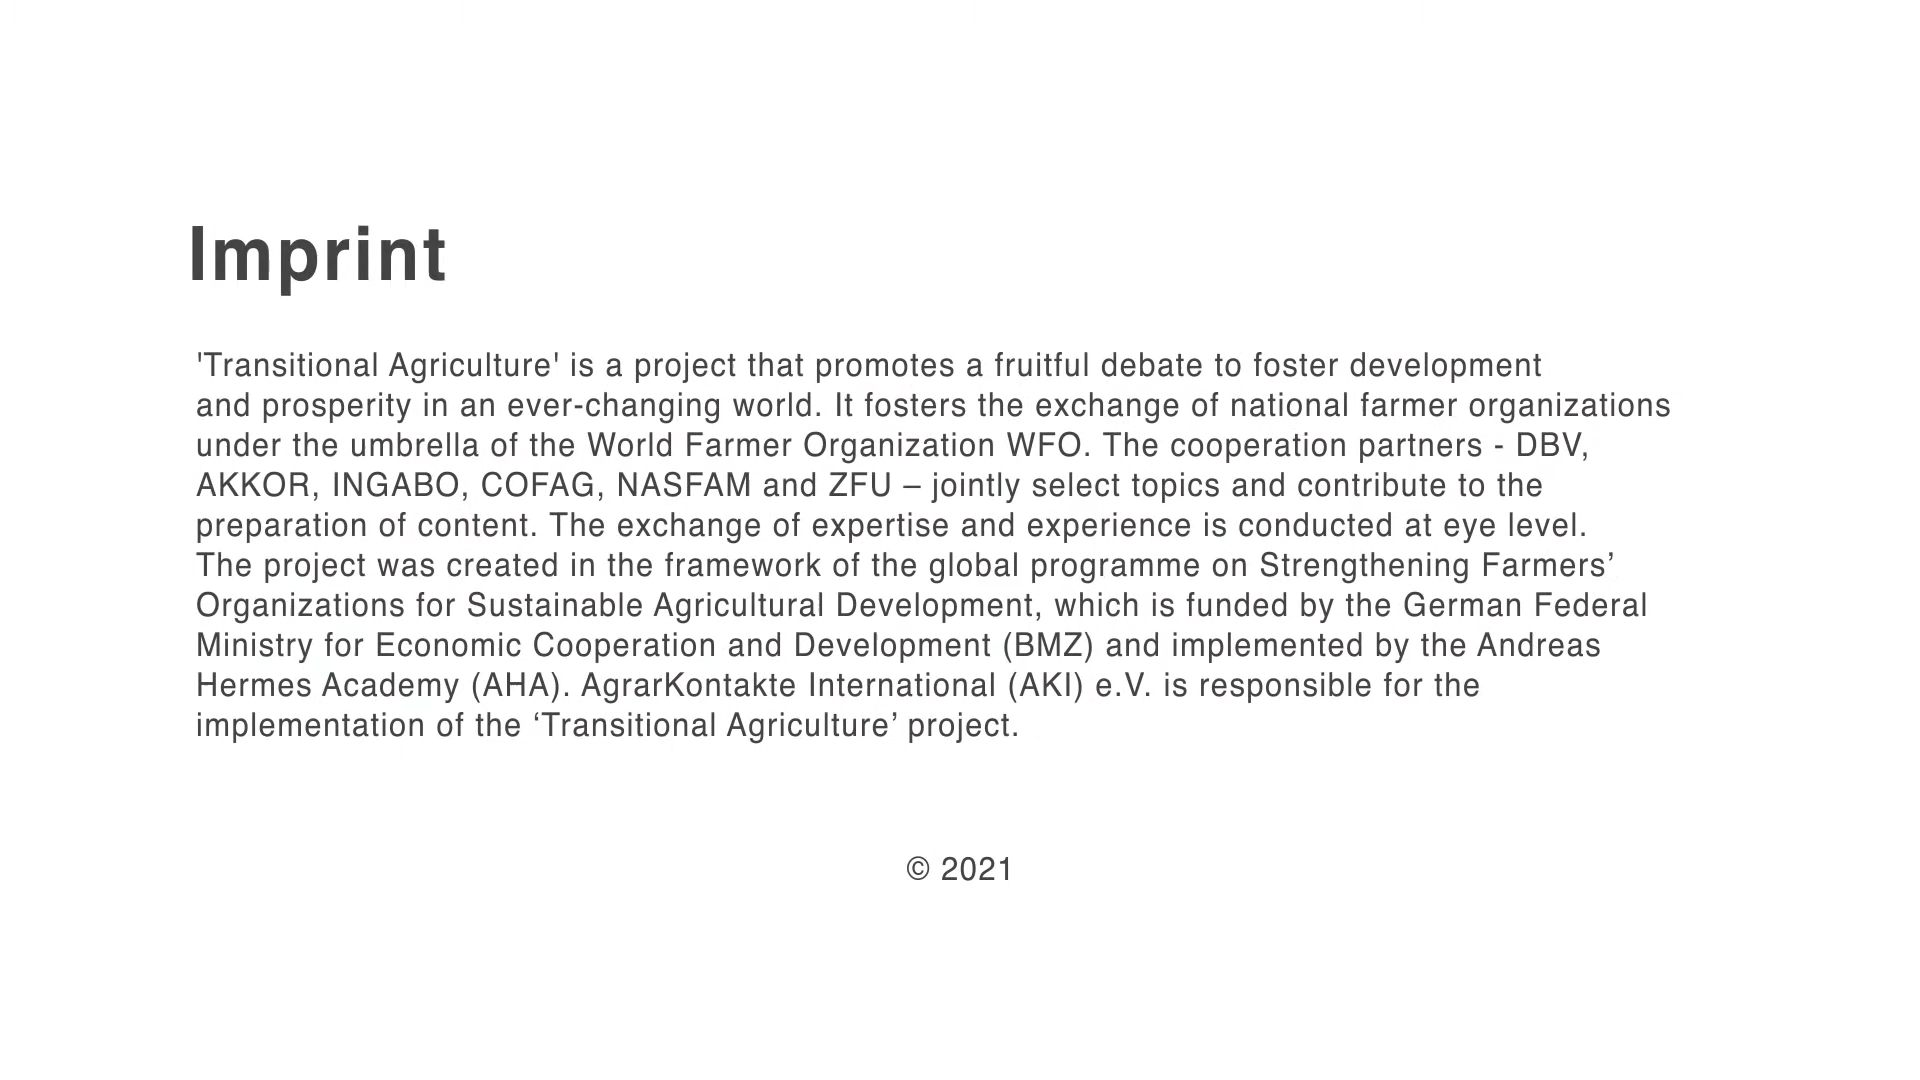 Imprint
'Transitional Agriculture' is a project that promotes a fruitful debate to foster development
and prosperity in an ever-changing world. It fosters the exchange of national farmer organizations
under the umbrella of the World Farmer Organization WFO. The cooperation partners - DBV,
AKKOR, INGABO, COFAG, NASFAM and ZFU – jointly select topics and contribute to the
preparation of content. The exchange of expertise and experience is conducted at eye level.
The project was created in the framework of the global programme on Strengthening Farmers’
Organizations for Sustainable Agricultural Development, which is funded by the German Federal
Ministry for Economic Cooperation and Development (BMZ) and implemented by the Andreas
Hermes Academy (AHA). AgrarKontakte International (AKI) e.V. is responsible for the
implementation of the ‘Transitional Agriculture’ project.
© 2021